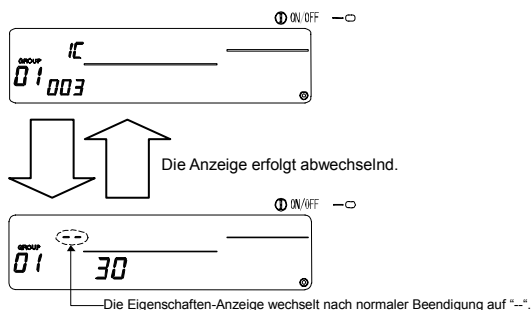 ON/OFF
IC
GROUP
01 003
Die Anzeige erfolgt abwechselnd.
ON/OFF
--
GROUP
01 30
Die Eigenschaften-Anzeige wechselt nach normaler Beendigung auf "--".